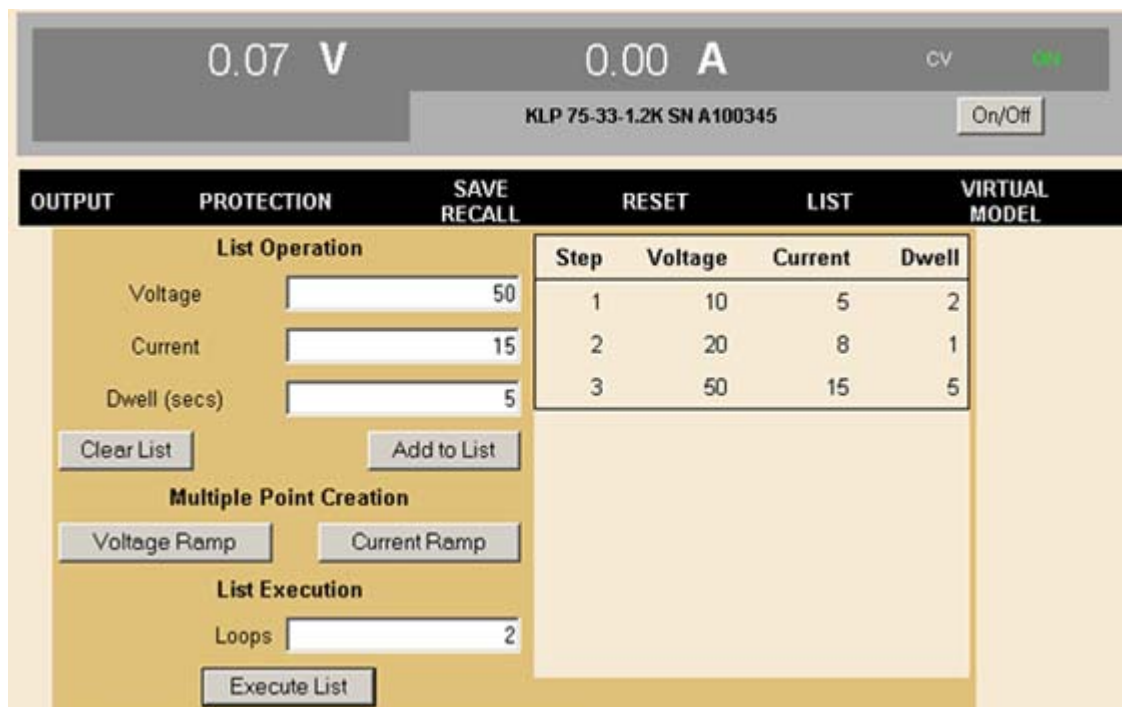 0.07 V 0.00 A CV ON
KLP 75-33-1.2K SN A100345 On/Off
OUTPUT PROTECTION SAVE RECALL RESET LIST VIRTUAL MODEL
List Operation
Voltage 50
Current 15
Dwell (secs) 5
Clear List Add to List
Multiple Point Creation
Voltage Ramp Current Ramp
List Execution
Loops 2
Execute List
Step Voltage Current Dwell
1 10 5 2
2 20 8 1
3 50 15 5